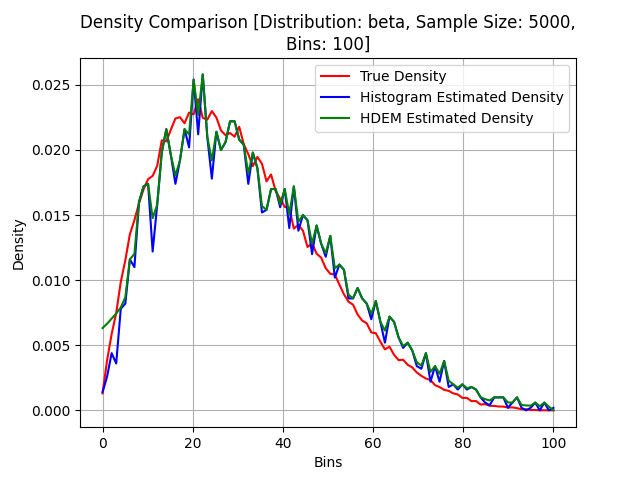 Density Comparison [Distribution: beta, Sample Size: 5000,
Bins: 100]
True Density
Histogram Estimated Density
HDEM Estimated Density
Density
0.025
0.020
0.015
0.010
0.005
0.000
0 20 40 60 80 100
Bins